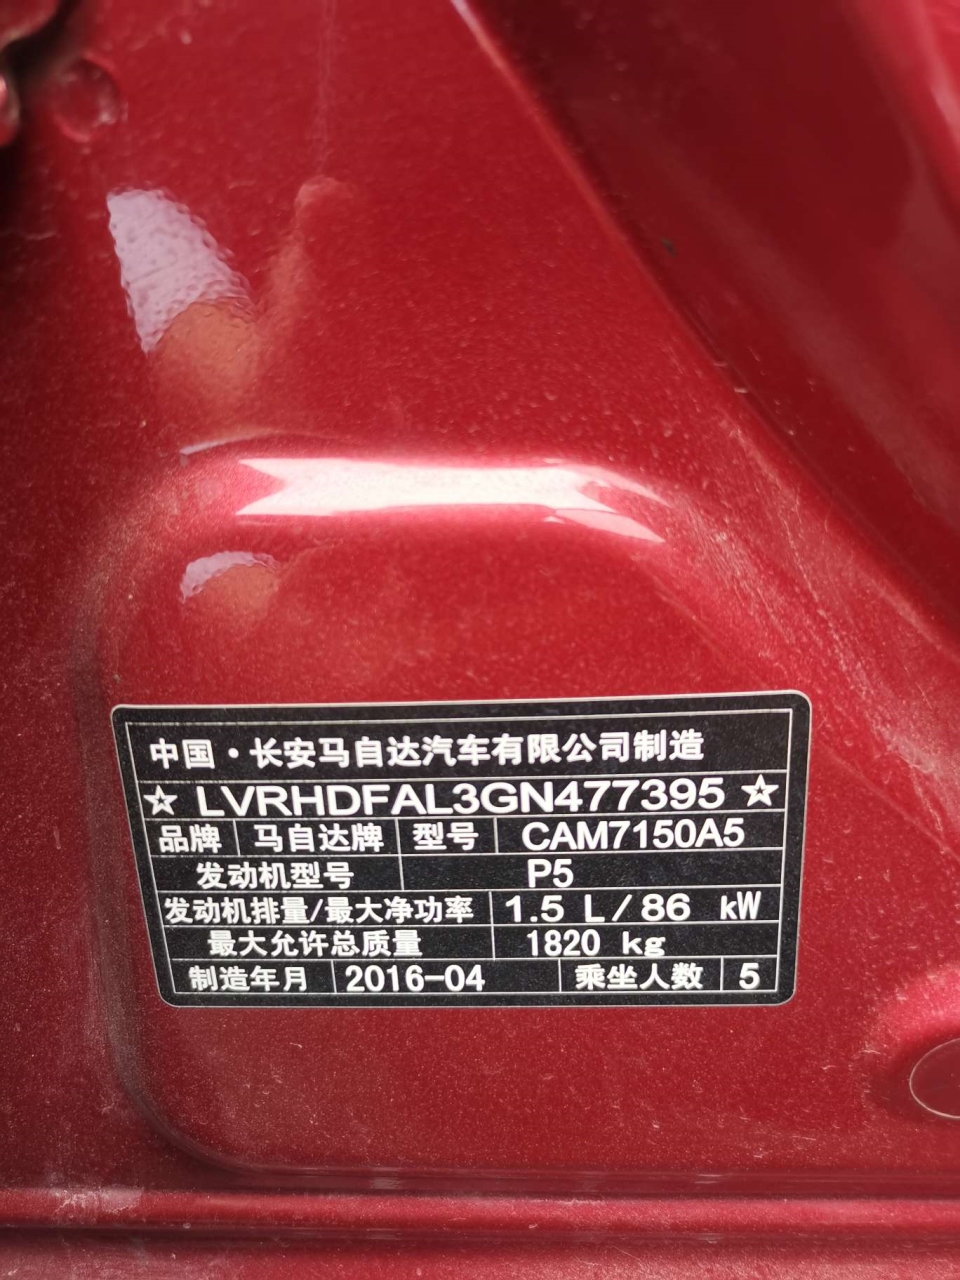 中国·长安马自达汽车有限公司制造
☆ LVRHDFAL3GN477395 ☆
品牌 马自达牌 型号 CAM7150A5
发动机型号 P5
发动机排量/最大净功率 1.5 L/86 kW
最大允许总质量 1820 kg
制造年月 2016-04 乘坐人数 5